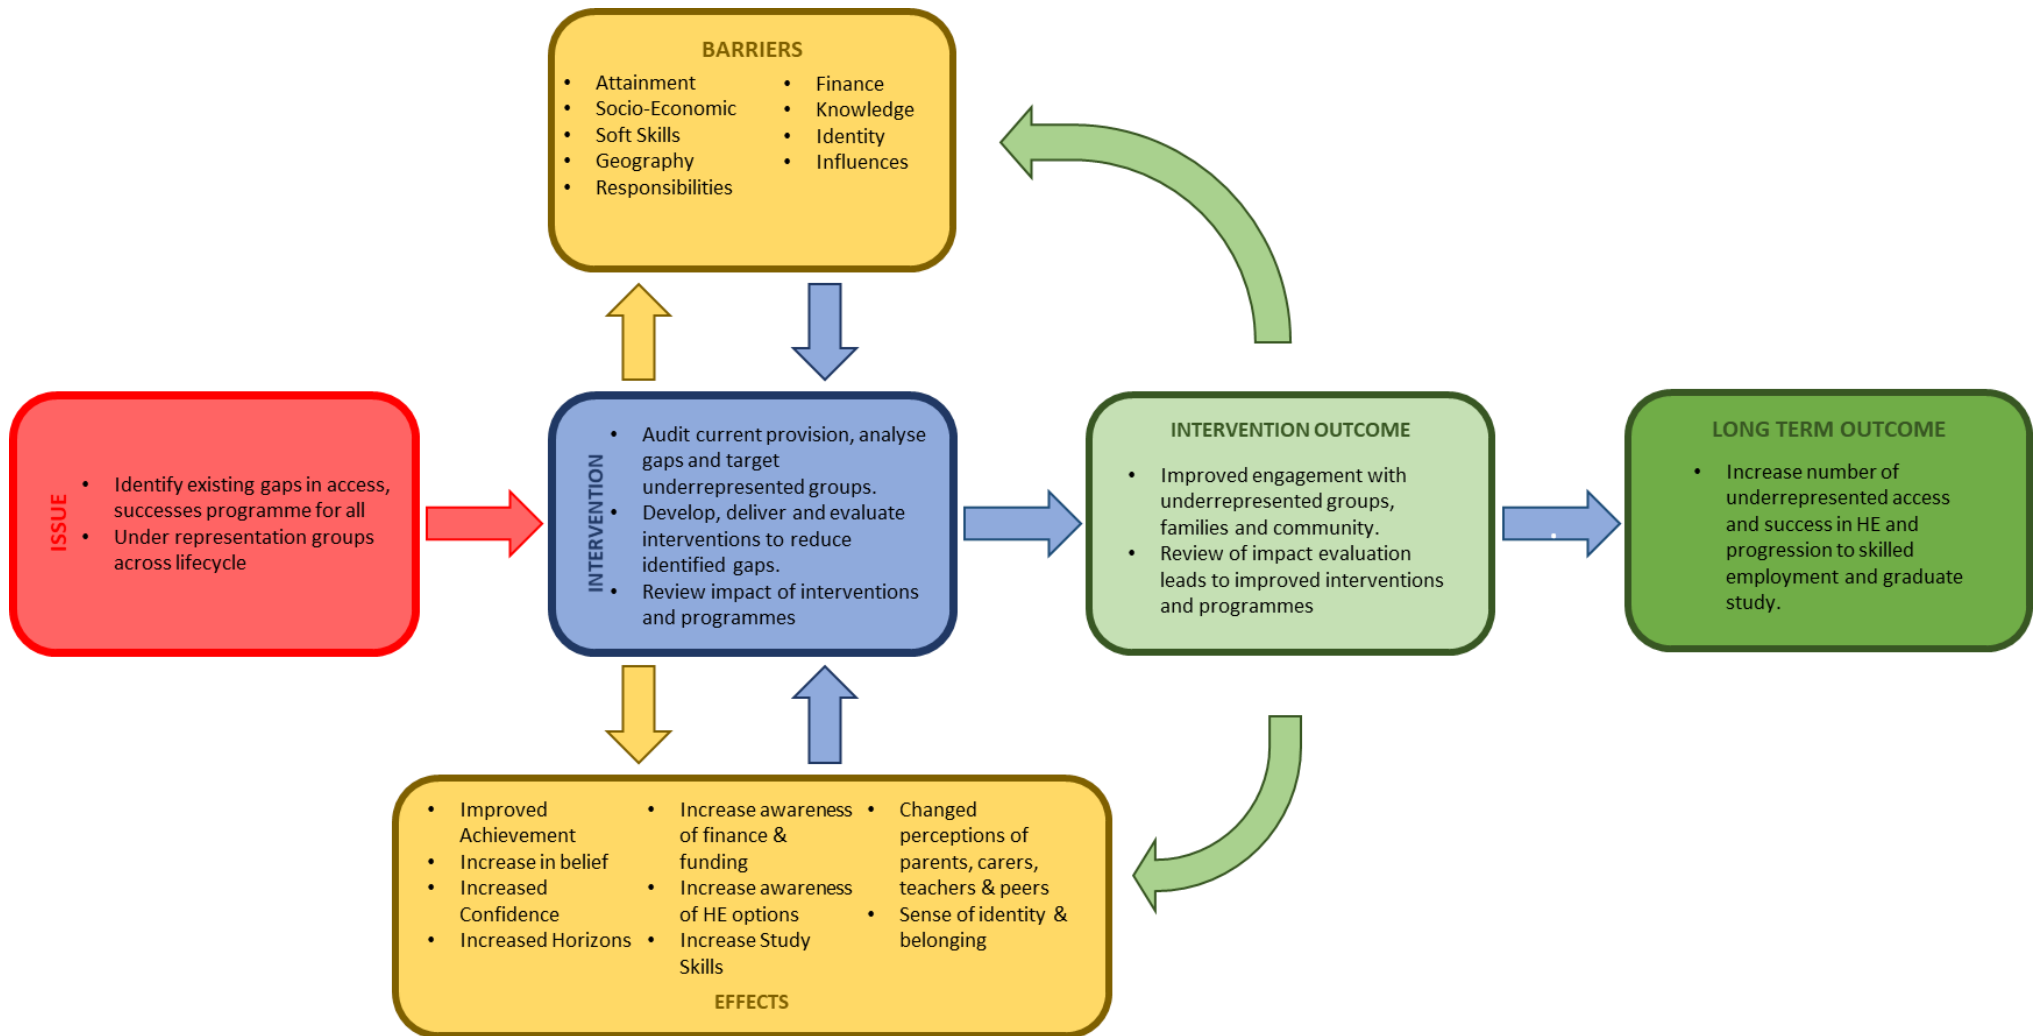 BARRIERS
• Attainment
• Socio-Economic
• Soft Skills
• Geography
• Responsibilities
• Finance
• Knowledge
• Identity
• Influences
ISSUE
• Identify existing gaps in access,
successes programme for all
• Under representation groups
across lifecycle
INTERVENTION
• Audit current provision, analyse
gaps and target
underrepresented groups.
• Develop, deliver and evaluate
interventions to reduce
identified gaps.
• Review impact of interventions
and programmes
INTERVENTION OUTCOME
• Improved engagement with
underrepresented groups,
families and community.
• Review of impact evaluation
leads to improved interventions
and programmes
LONG TERM OUTCOME
• Increase number of
underrepresented access
and success in HE and
progression to skilled
employment and graduate
study.
• Improved
Achievement
• Increase in belief
• Increased
Confidence
• Increased Horizons
• Increase awareness
of finance &
funding
• Increase awareness
of HE options
• Increase Study
Skills
• Changed
perceptions of
parents, carers,
teachers & peers
• Sense of identity &
belonging
EFFECTS